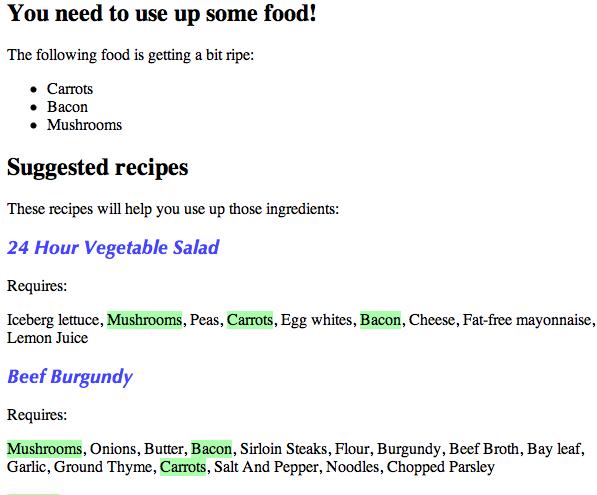 You need to use up some food!
The following food is getting a bit ripe:
Carrots
Bacon
Mushrooms
Suggested recipes
These recipes will help you use up those ingredients:
24 Hour Vegetable Salad
Requires:
Iceberg lettuce, Mushrooms, Peas, Carrots, Egg whites, Bacon, Cheese, Fat-free mayonnaise,
Lemon Juice
Beef Burgundy
Requires:
Mushrooms, Onions, Butter, Bacon, Sirloin Steaks, Flour, Burgundy, Beef Broth, Bay leaf,
Garlic, Ground Thyme, Carrots, Salt And Pepper, Noodles, Chopped Parsley